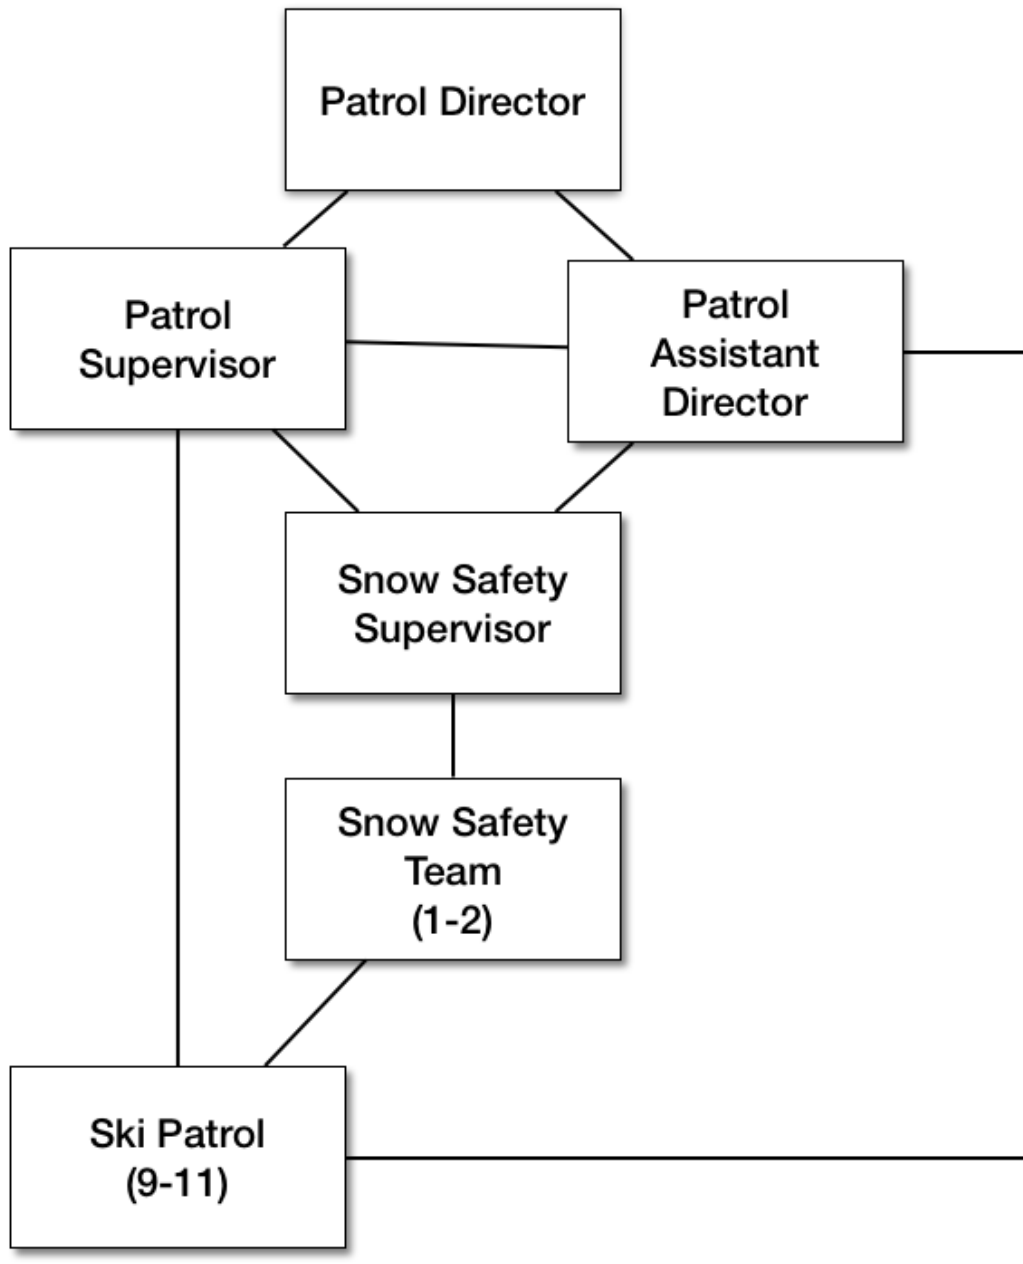 Patrol Director
Patrol
Supervisor
Patrol
Assistant
Director
Snow Safety
Supervisor
Snow Safety
Team
(1-2)
Ski Patrol
(9-11)